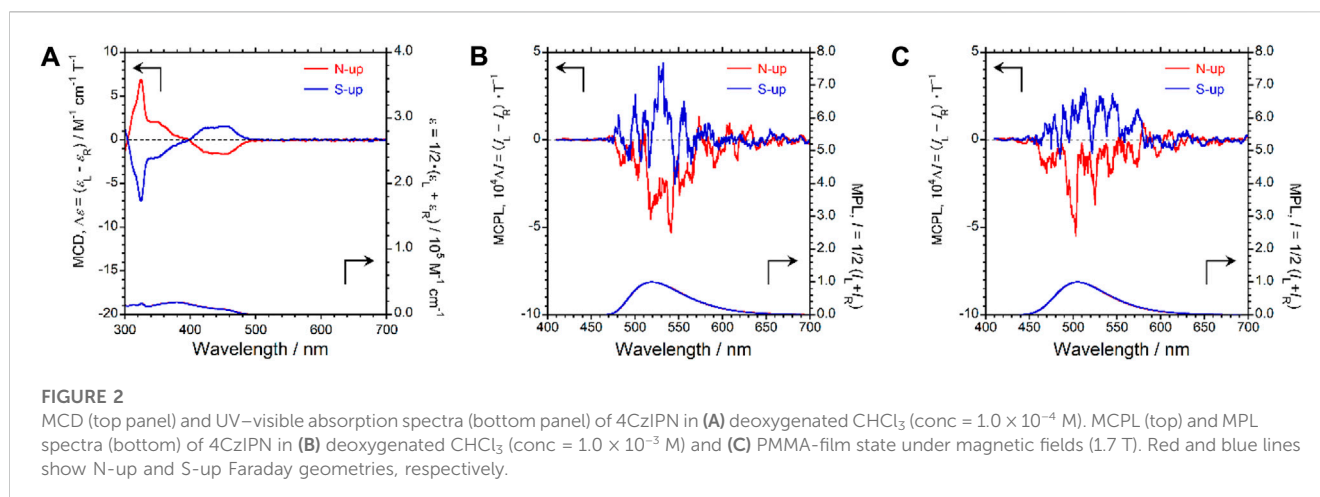 A
N-up
S-up
MCD, Δε = (ε_L - ε_R) / M⁻¹ cm⁻¹ T⁻¹
10
5
0
-5
-10
-15
-20
4.0
3.0
2.0
1.0
0.0
ε = 1/2·(ε_L + ε_R) / 10⁵ M⁻¹ cm⁻¹
300 400 500 600 700
Wavelength / nm
B
N-up
S-up
MCPL, 10⁴ΔI = (I_L - I_R) · T⁻¹
5
0
-5
-10
8.0
7.0
6.0
5.0
4.0
3.0
2.0
1.0
0.0
MPL, I = 1/2 (I_L+I_R)
400 450 500 550 600 650 700
Wavelength / nm
C
N-up
S-up
MCPL, 10⁴ΔI = (I_L - I_R) · T⁻¹
5
0
-5
-10
8.0
7.0
6.0
5.0
4.0
3.0
2.0
1.0
0.0
MPL, I = 1/2 (I_L+I_R)
400 450 500 550 600 650 700
Wavelength / nm
FIGURE 2
MCD (top panel) and UV–visible absorption spectra (bottom panel) of 4CzIPN in (A) deoxygenated CHCl₃ (conc = 1.0 × 10⁻⁴ M). MCPL (top) and MPL
spectra (bottom) of 4CzIPN in (B) deoxygenated CHCl₃ (conc = 1.0 × 10⁻³ M) and (C) PMMA-film state under magnetic fields (1.7 T). Red and blue lines
show N-up and S-up Faraday geometries, respectively.